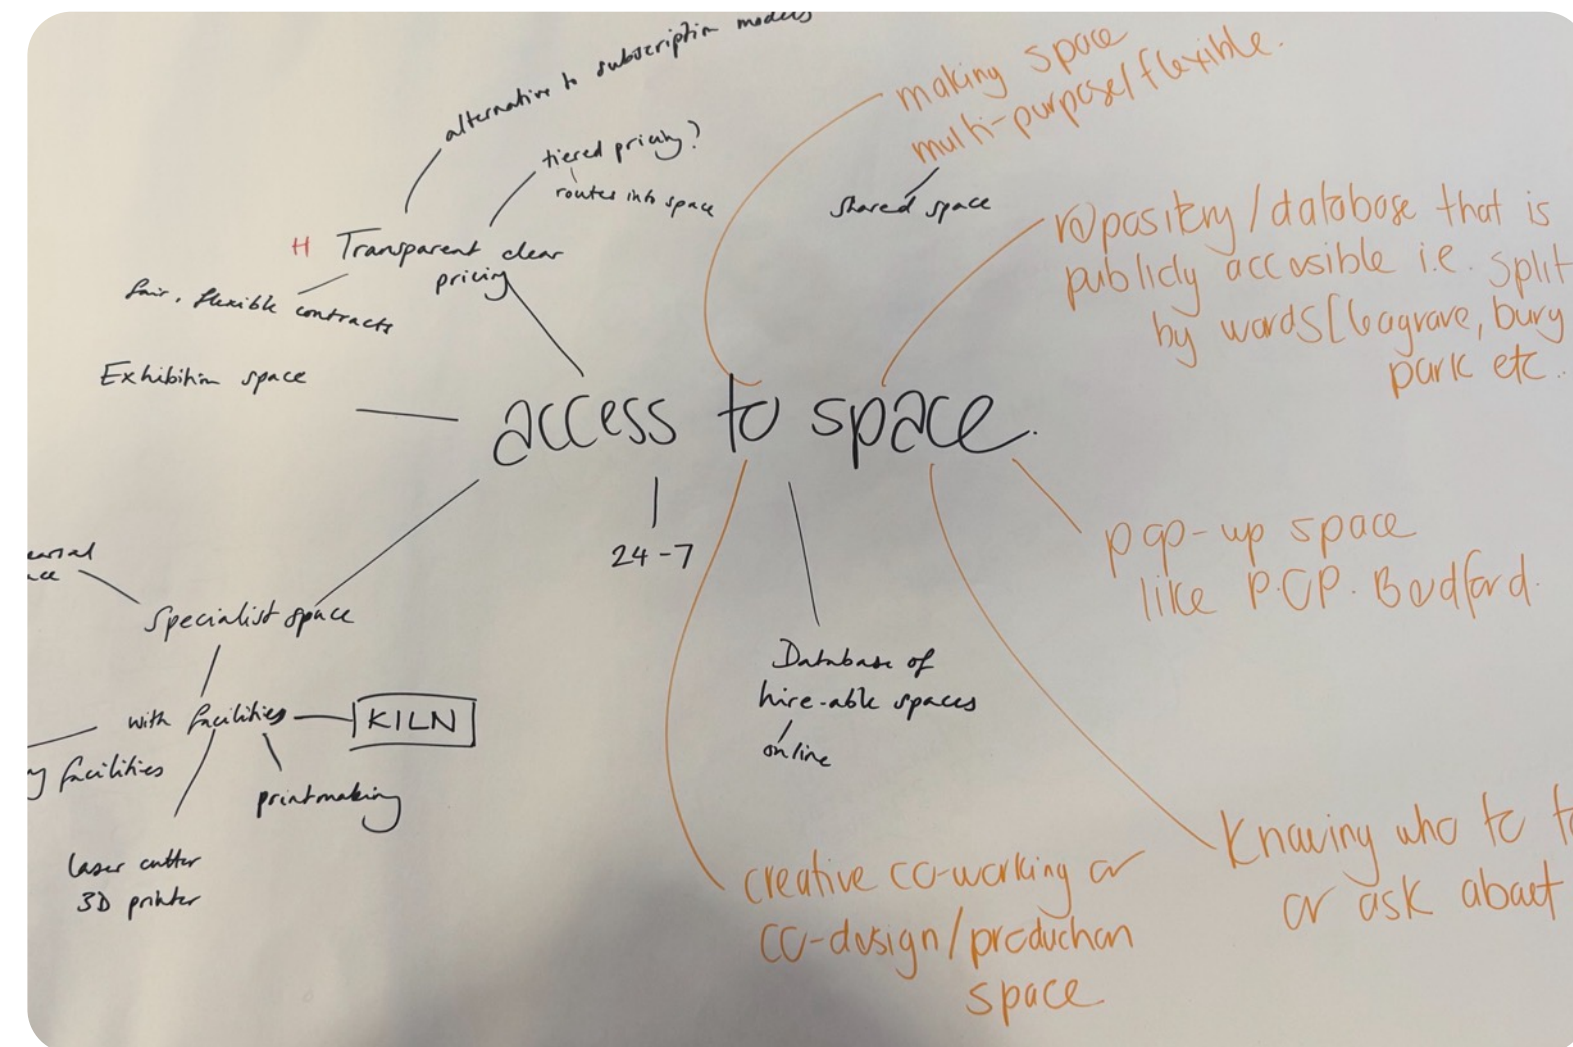 alternative to subscription models
tiered pricing?
routes into space
H Transparent clear
pricing
fair, flexible contracts
Exhibition space
making space
multi-purpose/flexible.
shared space
repository/database that is
publicly accesible i.e. split
by wards [leagrave, bury
park etc..
access to space.
24-7
pop-up space
like P.O.P. Bedford.
Specialist space
with facilities
KILN
facilities
printmaking
laser cutter
3D printer
Database of
hire-able spaces
online
creative co-working or
co-design/production
space
Knowing who to
or ask about